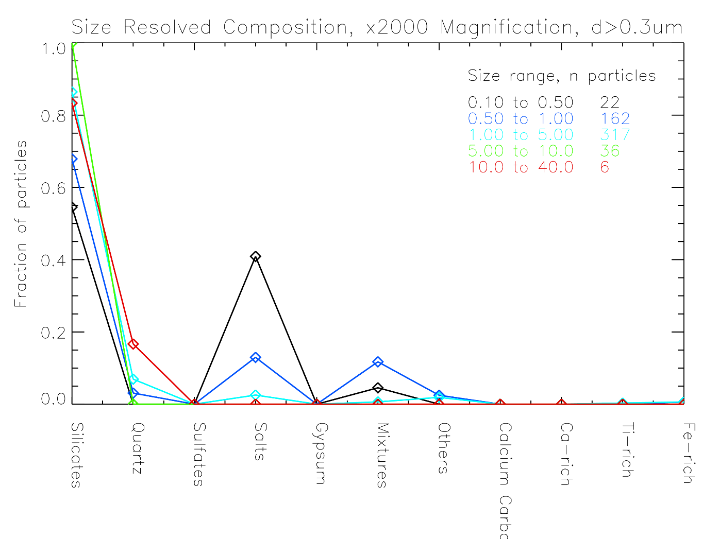 Size Resolved Composition, x2000 Magnification, d>0.3um
Size range, n particles
0.10 to 0.50 22
0.50 to 1.00 162
1.00 to 5.00 317
5.00 to 10.0 36
10.0 to 40.0 6
Fraction of particles
1.0
0.8
0.6
0.4
0.2
0.0
Silicates
Quartz
Sulfates
Salts
Gypsum
Mixtures
Others
Calcium Carbo
Ca-rich
Ti-rich
Fe-rich